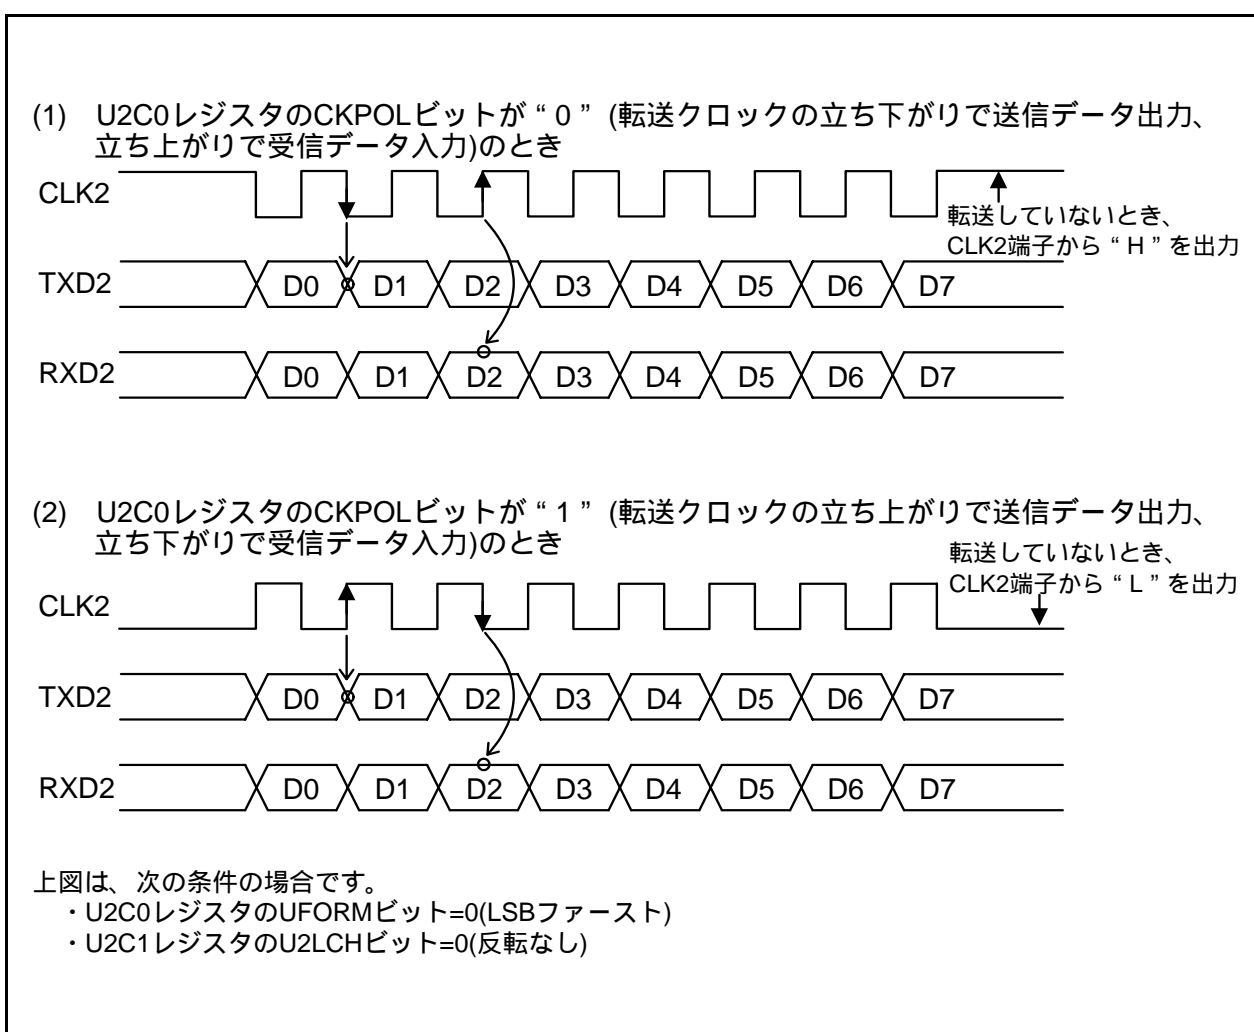 (1) U2C0レジスタのCKPOLビットが“0”(転送クロックの立ち下がりで送信データ出力、
立ち上がりで受信データ入力)のとき
CLK2
転送していないとき、
CLK2端子から“H”を出力
TXD2 D0 D1 D2 D3 D4 D5 D6 D7
RXD2 D0 D1 D2 D3 D4 D5 D6 D7
(2) U2C0レジスタのCKPOLビットが“1”(転送クロックの立ち上がりで送信データ出力、
立ち下がりで受信データ入力)のとき
転送していないとき、
CLK2端子から“L”を出力
CLK2
TXD2 D0 D1 D2 D3 D4 D5 D6 D7
RXD2 D0 D1 D2 D3 D4 D5 D6 D7
上図は、次の条件の場合です。
・U2C0レジスタのUFORMビット=0(LSBファースト)
・U2C1レジスタのU2LCHビット=0(反転なし)